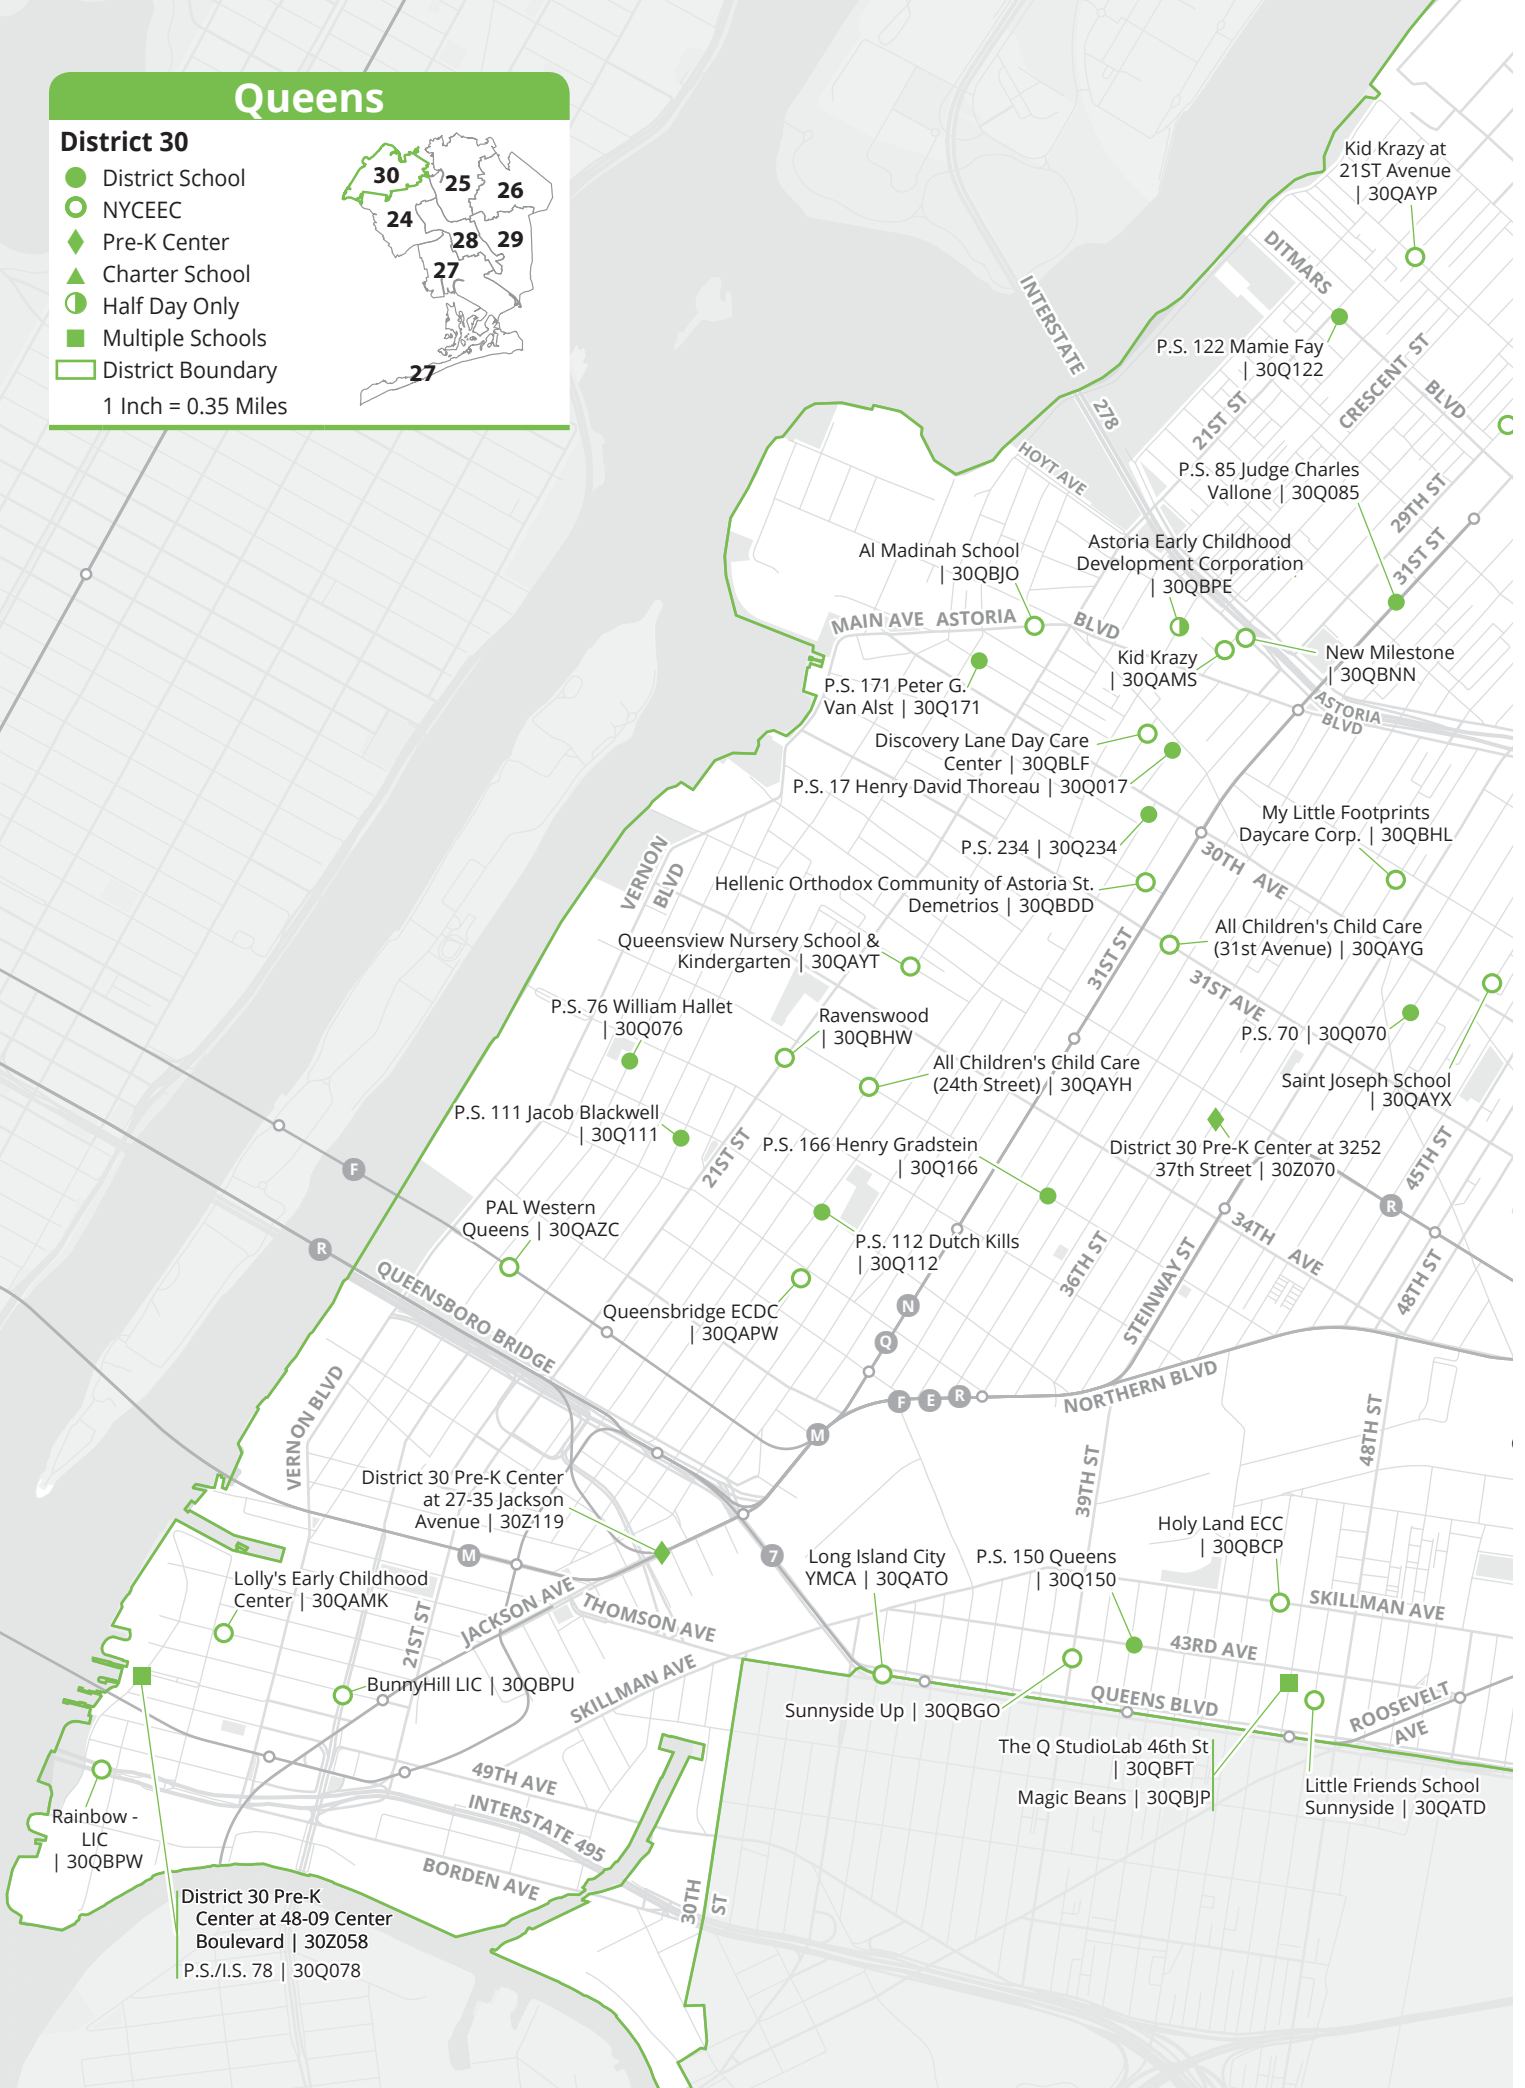 Queens
District 30
District School
NYCEEC
Pre-K Center
Charter School
Half Day Only
Multiple Schools
District Boundary
1 Inch = 0.35 Miles
30
25
26
24
28
29
27
27
Kid Krazy at
21ST Avenue
| 30QAYP
DITMARS
INTERSTATE
P.S. 122 Mamie Fay
| 30Q122
CRESCENT ST
BLVD
21ST ST
278
HOYT AVE
P.S. 85 Judge Charles
Vallone | 30Q085
29TH ST
31ST ST
Al Madinah School
| 30QBJO
Astoria Early Childhood
Development Corporation
| 30QBPE
MAIN AVE
ASTORIA
BLVD
Kid Krazy
| 30QAMS
New Milestone
| 30QBNN
P.S. 171 Peter G.
Van Alst | 30Q171
ASTORIA
BLVD
Discovery Lane Day Care
Center | 30QBLF
P.S. 17 Henry David Thoreau | 30Q017
My Little Footprints
Daycare Corp. | 30QBHL
P.S. 234 | 30Q234
30TH AVE
VERNON
BLVD
Hellenic Orthodox Community of Astoria St.
Demetrios | 30QBDD
All Children's Child Care
(31st Avenue) | 30QAYG
Queensview Nursery School &
Kindergarten | 30QAYT
31ST ST
31ST AVE
P.S. 76 William Hallet
| 30Q076
Ravenswood
| 30QBHW
P.S. 70 | 30Q070
All Children's Child Care
(24th Street) | 30QAYH
Saint Joseph School
| 30QAYX
P.S. 111 Jacob Blackwell
| 30Q111
21ST ST
P.S. 166 Henry Gradstein
| 30Q166
District 30 Pre-K Center at 3252
37th Street | 30Z070
45TH ST
F
R
R
PAL Western
Queens | 30QAZC
P.S. 112 Dutch Kills
| 30Q112
34TH AVE
36TH ST
STEINWAY ST
48TH ST
QUEENSBORO BRIDGE
Queensbridge ECDC
| 30QAPW
N
Q
F
E
R
M
NORTHERN BLVD
VERNON BLVD
48TH ST
39TH ST
District 30 Pre-K Center
at 27-35 Jackson
Avenue | 30Z119
M
7
Long Island City
YMCA | 30QATO
P.S. 150 Queens
| 30Q150
Holy Land ECC
| 30QBCP
Lolly's Early Childhood
Center | 30QAMK
21ST ST
JACKSON AVE
THOMSON AVE
SKILLMAN AVE
43RD AVE
BunnyHill LIC | 30QBPU
SKILLMAN AVE
Sunnyside Up | 30QBGO
QUEENS BLVD
ROOSEVELT
AVE
The Q StudioLab 46th St
| 30QBFT
Magic Beans | 30QBJP
Little Friends School
Sunnyside | 30QATD
49TH AVE
INTERSTATE 495
BORDEN AVE
Rainbow -
LIC
| 30QBPW
30TH
ST
District 30 Pre-K
Center at 48-09 Center
Boulevard | 30Z058
P.S./I.S. 78 | 30Q078